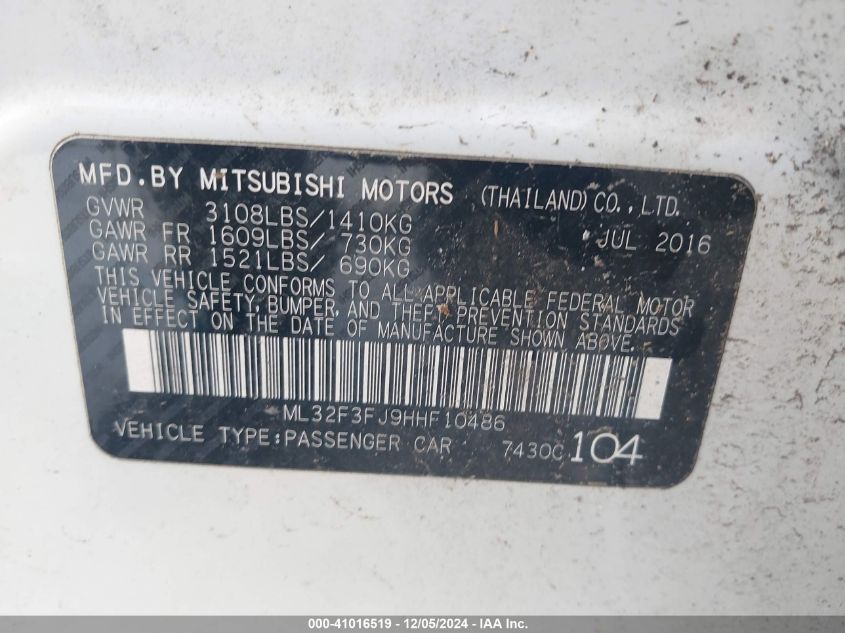 MFD.BY MITSUBISHI MOTORS (THAILAND) CO., LTD.
GVWR 3108LBS/1410KG
GAWR FR 1609LBS/ 730KG JUL 2016
GAWR RR 1521LBS/ 690KG
THIS VEHICLE CONFORMS TO ALL APPLICABLE FEDERAL MOTOR
VEHICLE SAFETY, BUMPER, AND THEFT PREVENTION STANDARDS
IN EFFECT ON THE DATE OF MANUFACTURE SHOWN ABOVE.
ML32F3FJ9HHF10486
VEHICLE TYPE:PASSENGER CAR 7430C 104
000-41016519 - 12/05/2024 - IAA Inc.